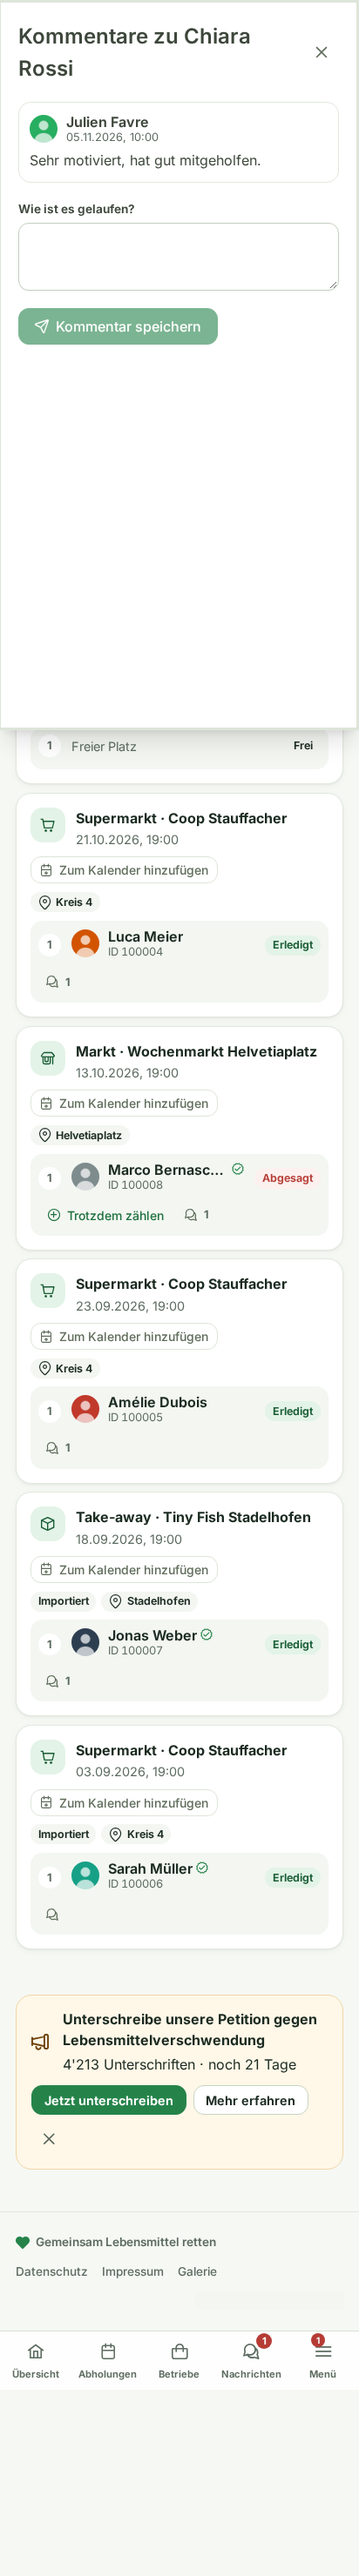 Kommentare zu Chiara
Rossi
Julien Favre
05.11.2026, 10:00
Sehr motiviert, hat gut mitgeholfen.
Wie ist es gelaufen?
Kommentar speichern
1 Freier Platz Frei
Supermarkt · Coop Stauffacher
21.10.2026, 19:00
Zum Kalender hinzufügen
Kreis 4
1 Luca Meier Erledigt
ID 100004
1
Markt · Wochenmarkt Helvetiaplatz
13.10.2026, 19:00
Zum Kalender hinzufügen
Helvetiaplatz
1 Marco Bernasc... Abgesagt
ID 100008
Trotzdem zählen 1
Supermarkt · Coop Stauffacher
23.09.2026, 19:00
Zum Kalender hinzufügen
Kreis 4
1 Amélie Dubois Erledigt
ID 100005
1
Take-away · Tiny Fish Stadelhofen
18.09.2026, 19:00
Zum Kalender hinzufügen
Importiert Stadelhofen
1 Jonas Weber Erledigt
ID 100007
1
Supermarkt · Coop Stauffacher
03.09.2026, 19:00
Zum Kalender hinzufügen
Importiert Kreis 4
1 Sarah Müller Erledigt
ID 100006
Unterschreibe unsere Petition gegen
Lebensmittelverschwendung
4'213 Unterschriften · noch 21 Tage
Jetzt unterschreiben Mehr erfahren
Gemeinsam Lebensmittel retten
Datenschutz Impressum Galerie
1 1
Übersicht Abholungen Betriebe Nachrichten Menü